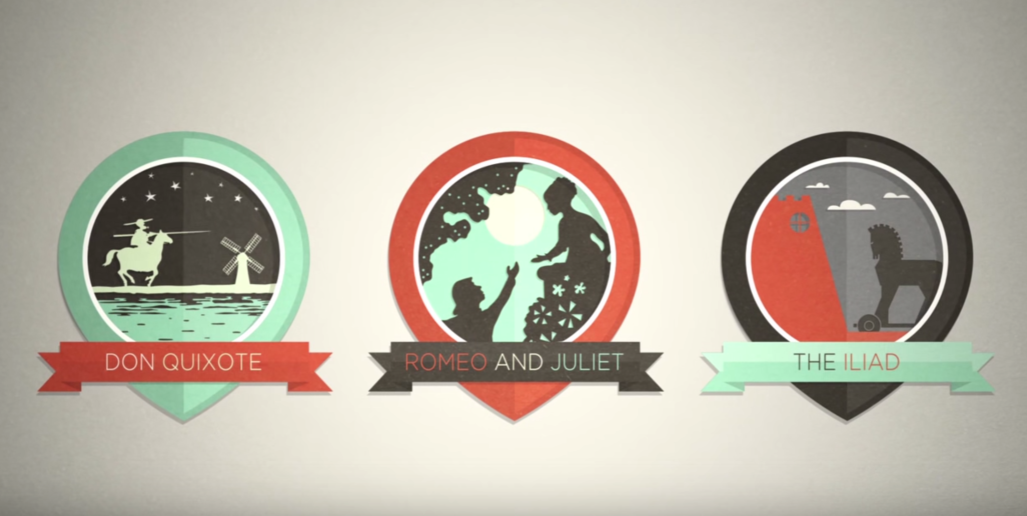 DON QUIXOTE
ROMEO AND JULIET
THE ILIAD